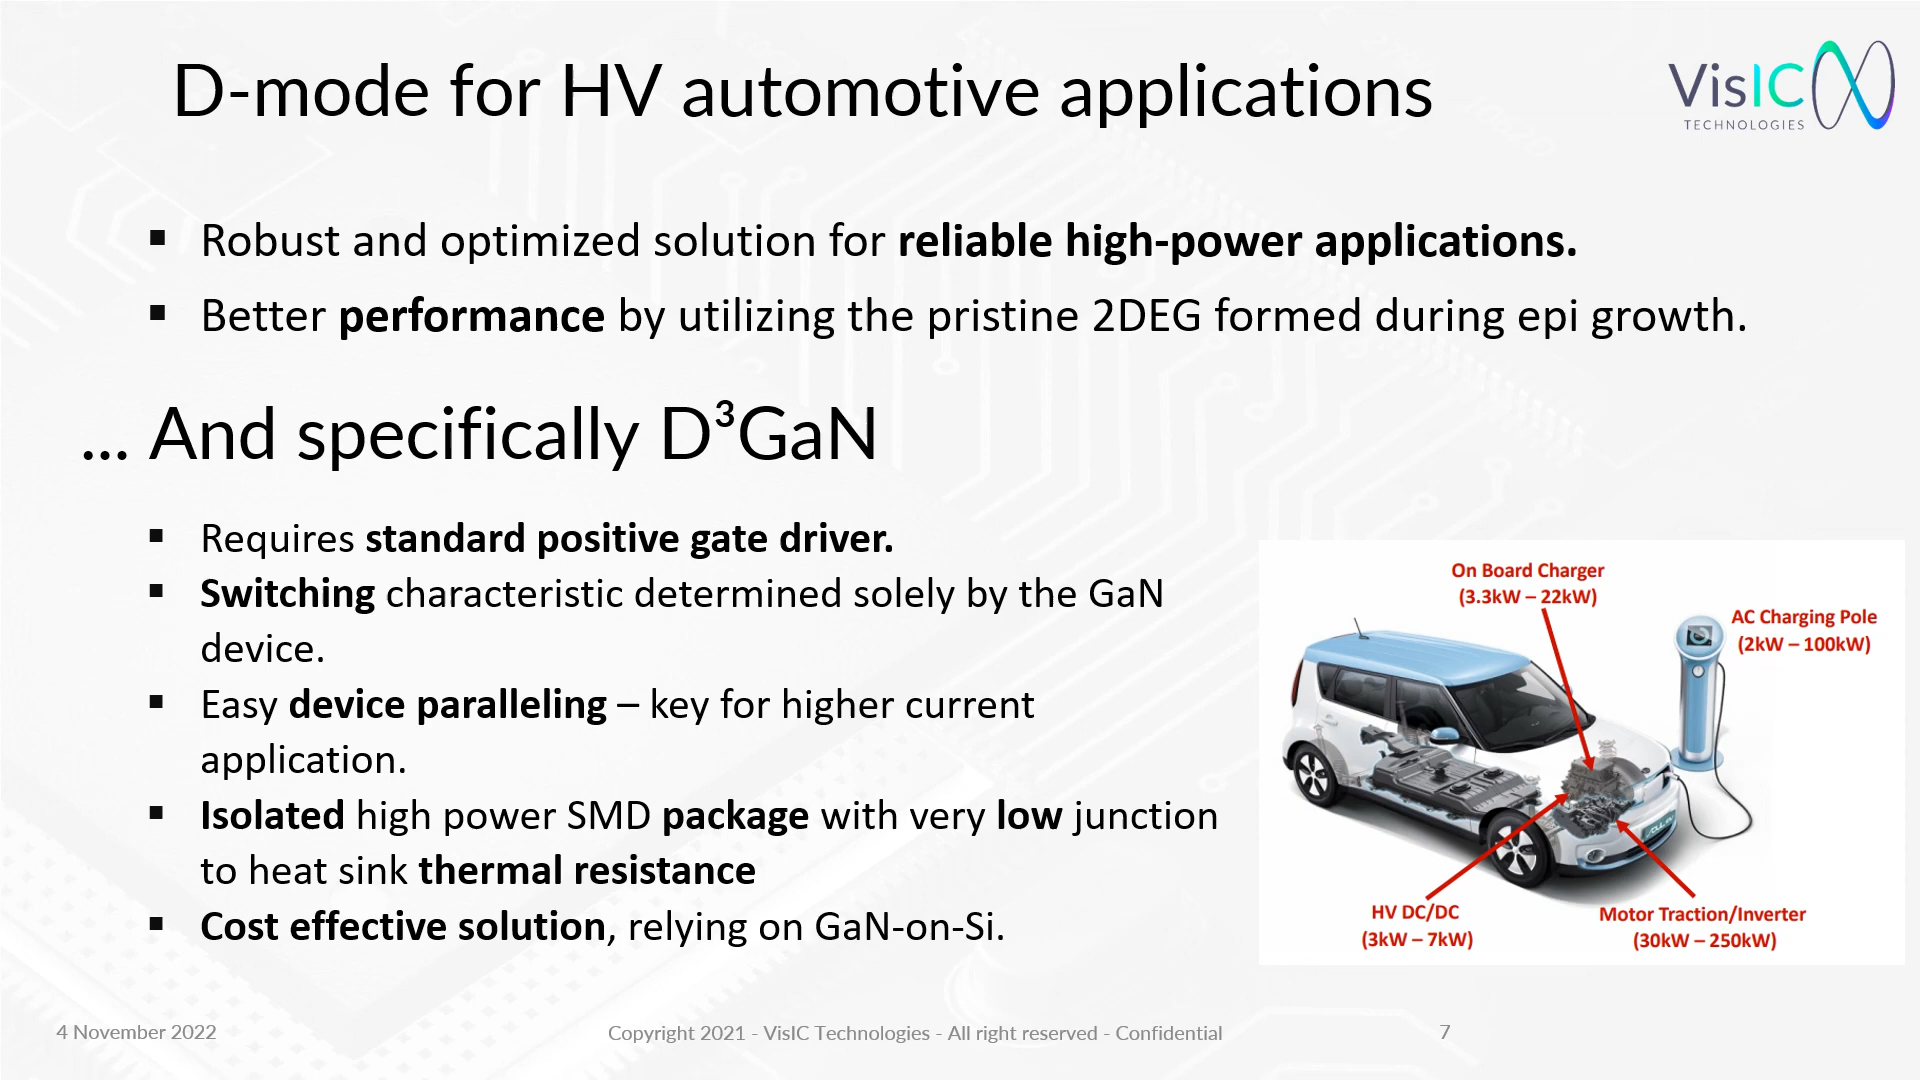 D-mode for HV automotive applications
VisIC
TECHNOLOGIES
▪ Robust and optimized solution for reliable high-power applications.
▪ Better performance by utilizing the pristine 2DEG formed during epi growth.
... And specifically D³GaN
▪ Requires standard positive gate driver.
▪ Switching characteristic determined solely by the GaN
device.
▪ Easy device paralleling – key for higher current
application.
▪ Isolated high power SMD package with very low junction
to heat sink thermal resistance
▪ Cost effective solution, relying on GaN-on-Si.
On Board Charger
(3.3kW – 22kW)
AC Charging Pole
(2kW – 100kW)
HV DC/DC
(3kW – 7kW)
Motor Traction/Inverter
(30kW – 250kW)
4 November 2022
Copyright 2021 - VisIC Technologies - All right reserved - Confidential
7